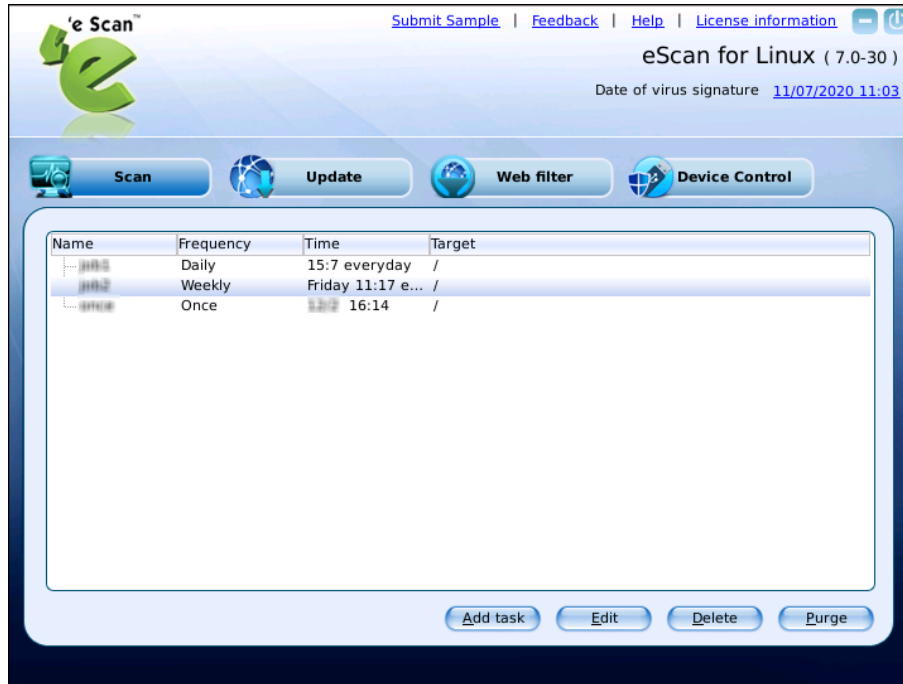 'e Scan™
Submit Sample | Feedback | Help | License information
eScan for Linux ( 7.0-30 )
Date of virus signature 11/07/2020 11:03
Scan Update Web filter Device Control
Name Frequency Time Target
Daily 15:7 everyday /
Weekly Friday 11:17 e... /
Once 16:14 /
Add task Edit Delete Purge